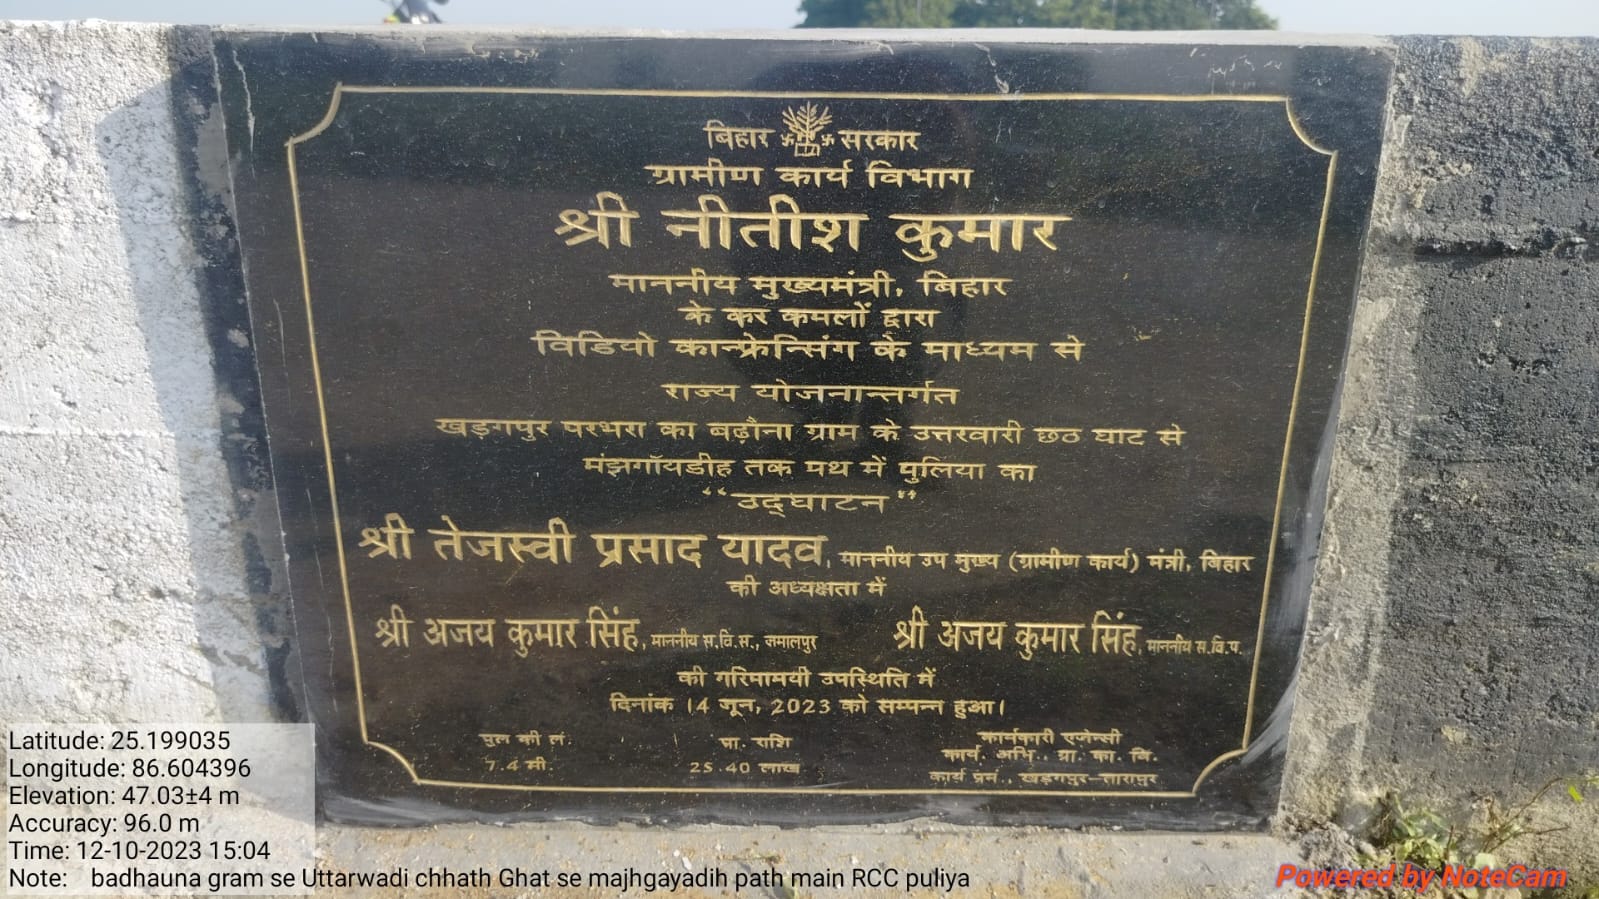 बिहार सरकार
ग्रामीण कार्य विभाग
श्री नीतीश कुमार
माननीय मुख्यमंत्री, बिहार
के कर कमलों द्वारा
विडियो कान्फ्रेन्सिंग के माध्यम से
राज्य योजनान्तर्गत
खड़गपुर परभरा का बढ़ौना ग्राम के उत्तरवारी छठ घाट से
मंझगॉयडीह तक पथ में पुलिया का
“उद्घाटन”
श्री तेजस्वी प्रसाद यादव, माननीय उप मुख्य (ग्रामीण कार्य) मंत्री, बिहार
की अध्यक्षता में
श्री अजय कुमार सिंह, माननीय स.वि.स., जमालपुर श्री अजय कुमार सिंह, माननीय स.वि.प.
की गरिमामयी उपस्थिति में
दिनांक 14 जून, 2023 को सम्पन्न हुआ।
पुल की लं. प्रा. राशि कार्यकारी एजेन्सी
7.4 मी. 25.40 लाख कार्य. अभि., ग्रा. का. वि.
कार्य प्रमं., खड़गपुर-तारापुर
Latitude: 25.199035
Longitude: 86.604396
Elevation: 47.03±4 m
Accuracy: 96.0 m
Time: 12-10-2023 15:04
Note: badhauna gram se Uttarwadi chhath Ghat se majhgayadih path main RCC puliya
Powered by NoteCam